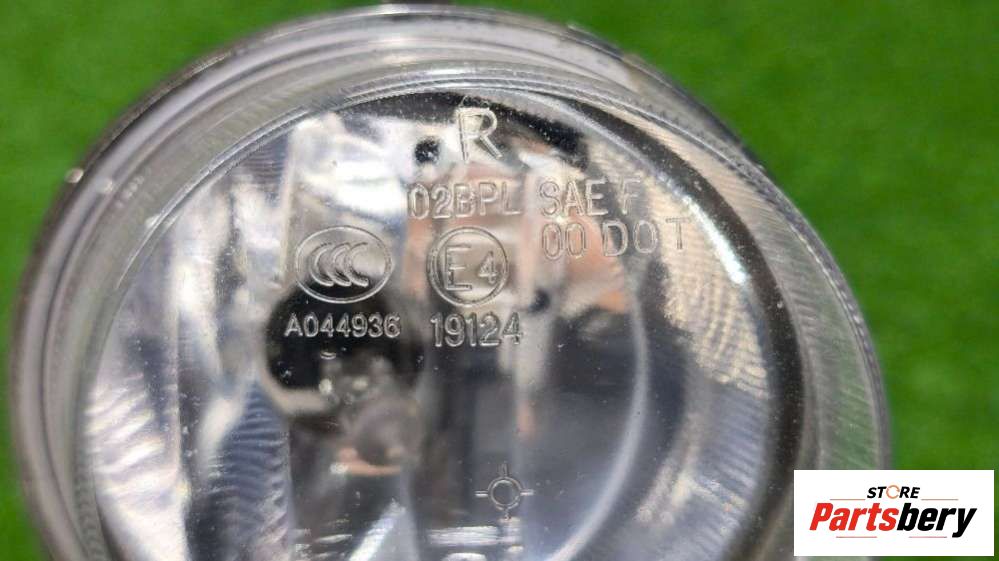 R
02BPL SAE F
00 DOT
CCC E4
A044936 19124
STORE
Partsbery